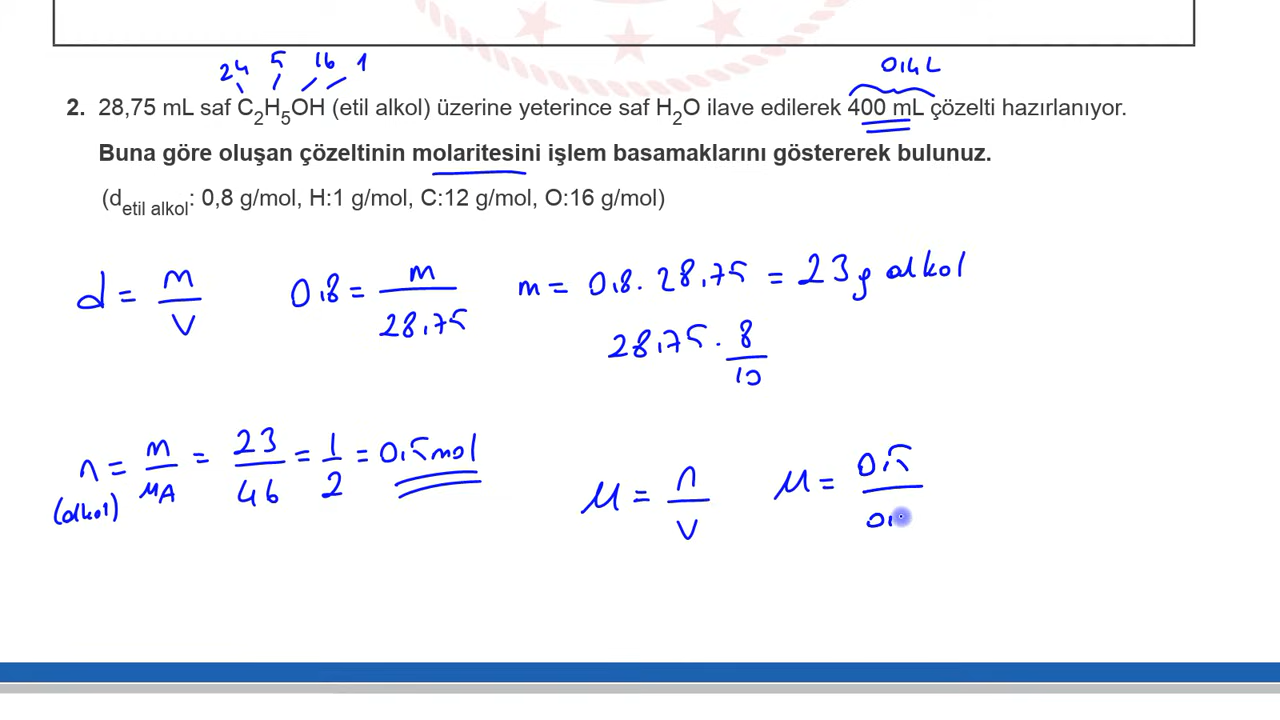 24 5 16 1 0,4 L
2. 28,75 mL saf C2H5OH (etil alkol) üzerine yeterince saf H2O ilave edilerek 400 mL çözelti hazırlanıyor.
Buna göre oluşan çözeltinin molaritesini işlem basamaklarını göstererek bulunuz.
(d etil alkol: 0,8 g/mol, H:1 g/mol, C:12 g/mol, O:16 g/mol)
d = m/V 0,8 = m/28,75 m = 0,8 . 28,75 = 23 g alkol
28,75 . 8/10
n = m/MA = 23/46 = 1/2 = 0,5 mol
(alkol)
M = n/V M = 0,5/0,